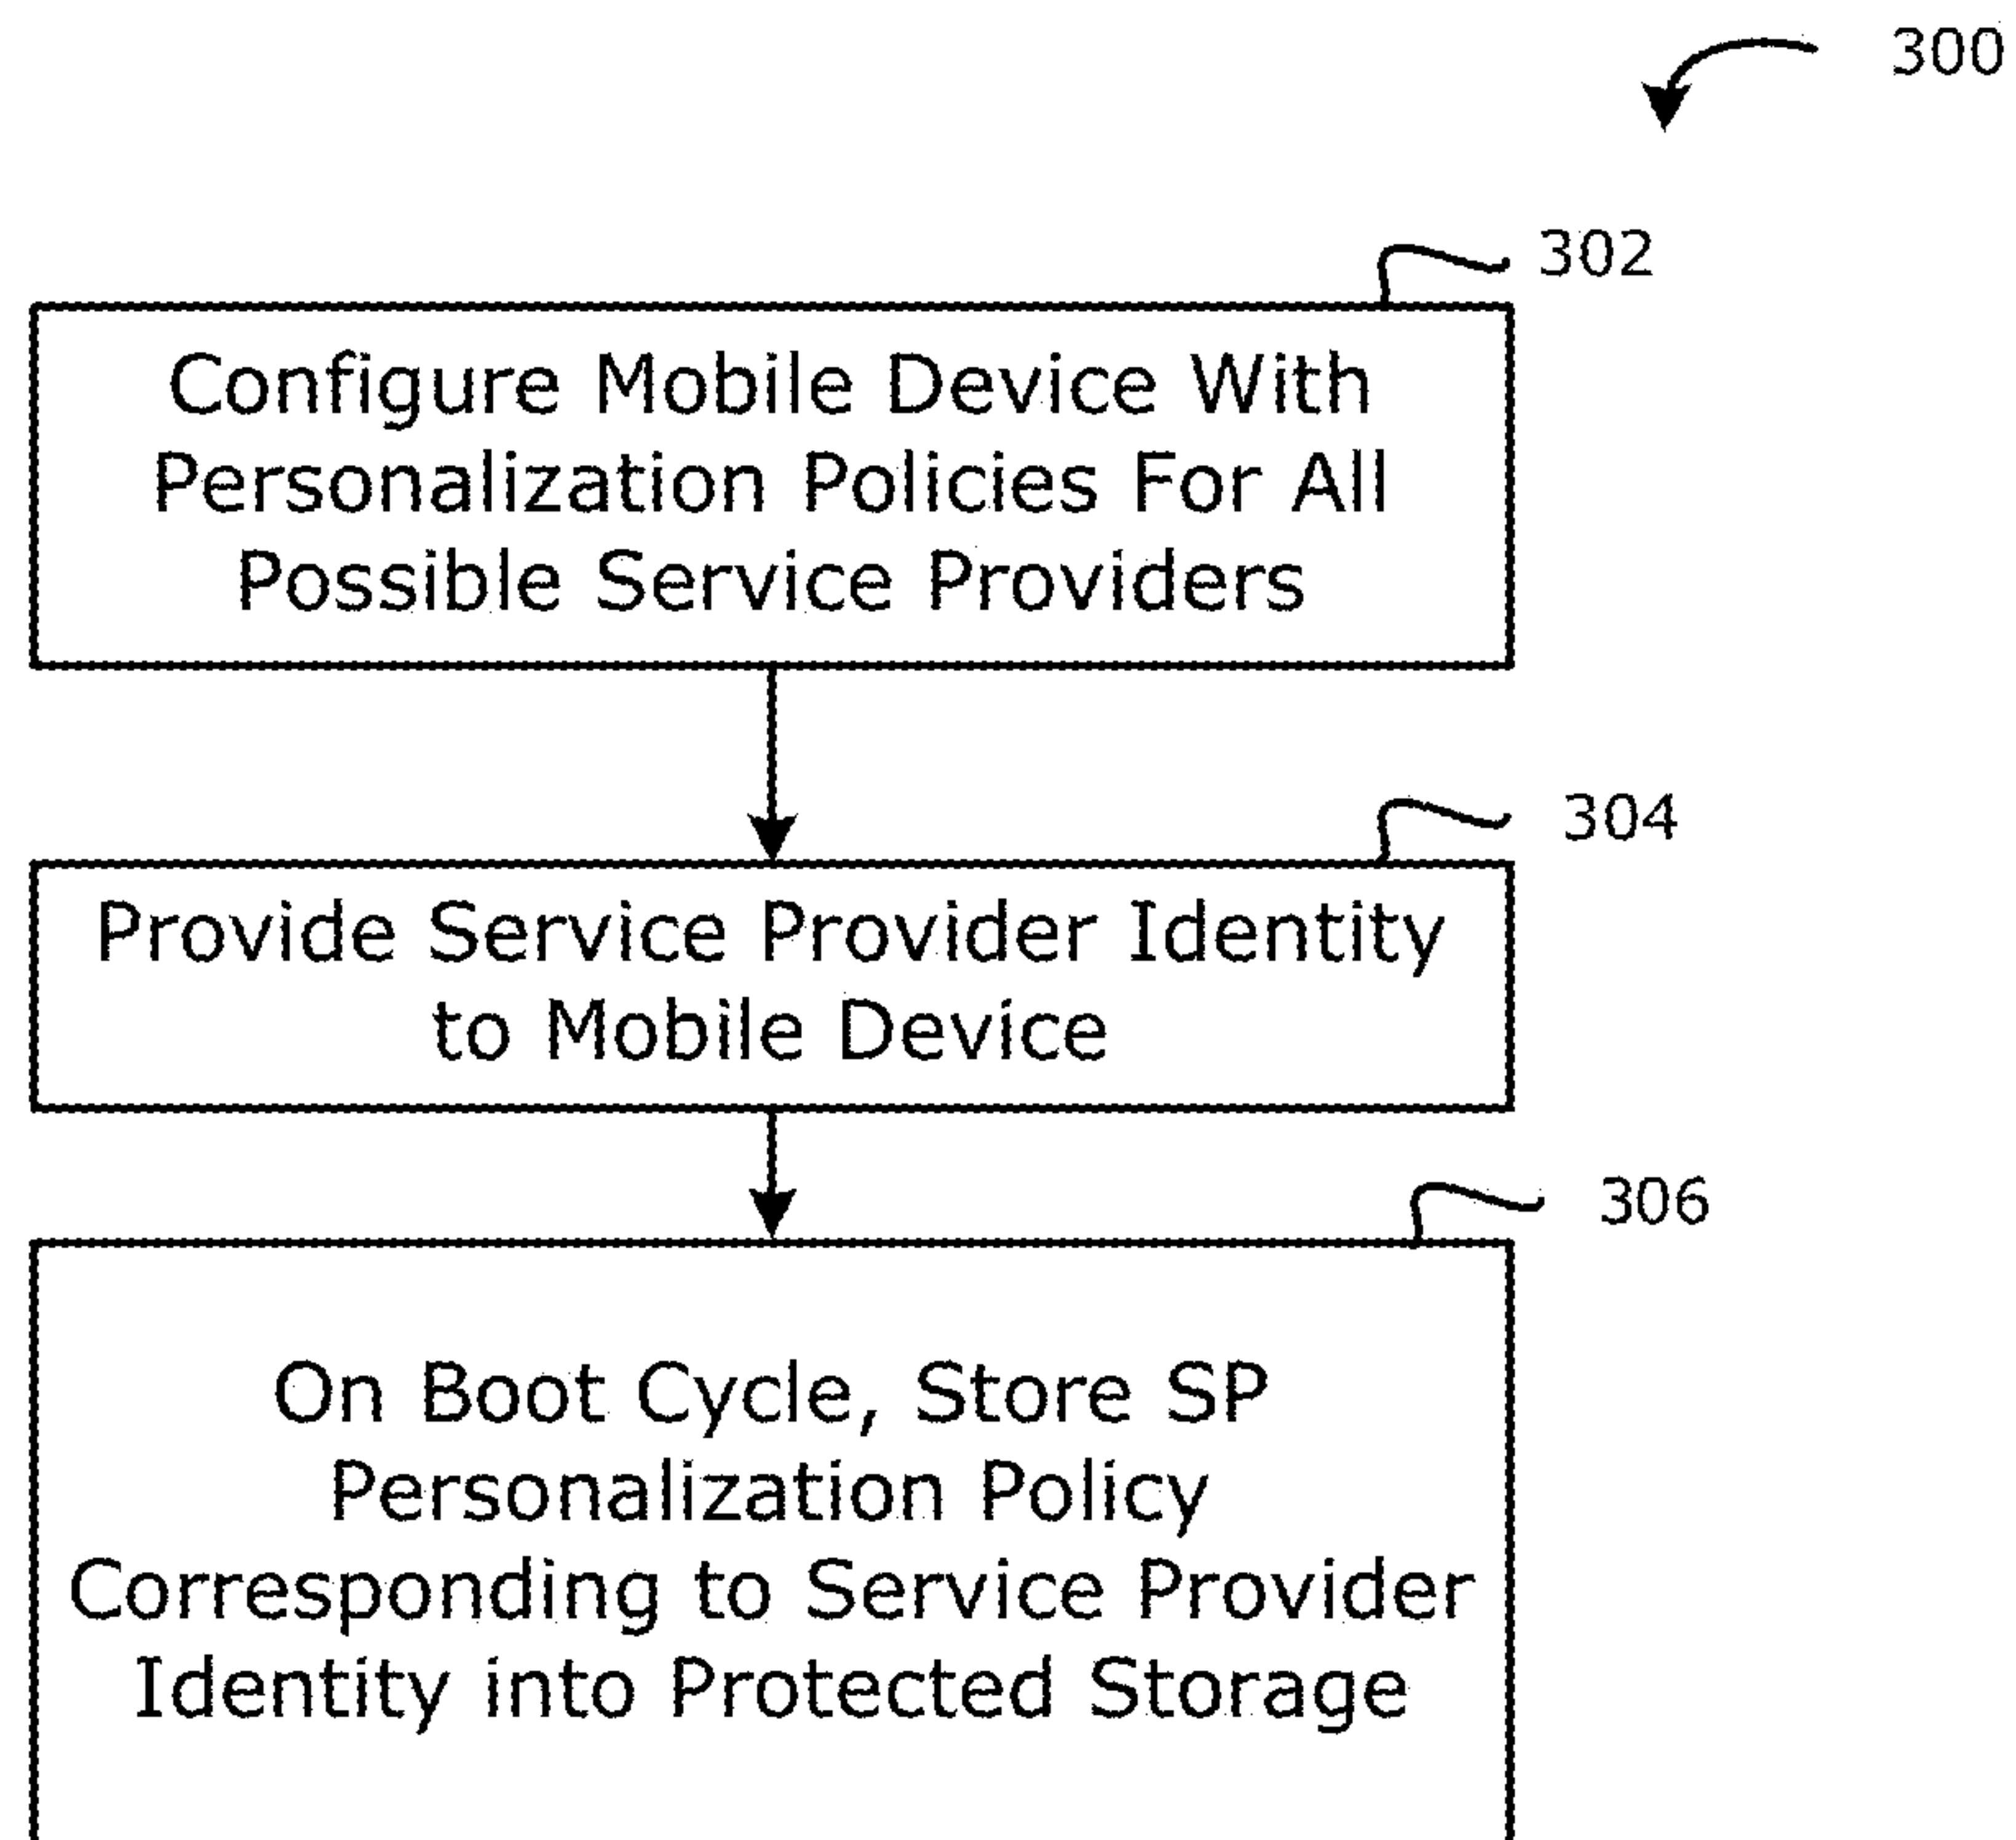 300
302
Configure Mobile Device With
Personalization Policies For All
Possible Service Providers
304
Provide Service Provider Identity
to Mobile Device
306
On Boot Cycle, Store SP
Personalization Policy
Corresponding to Service Provider
Identity into Protected Storage